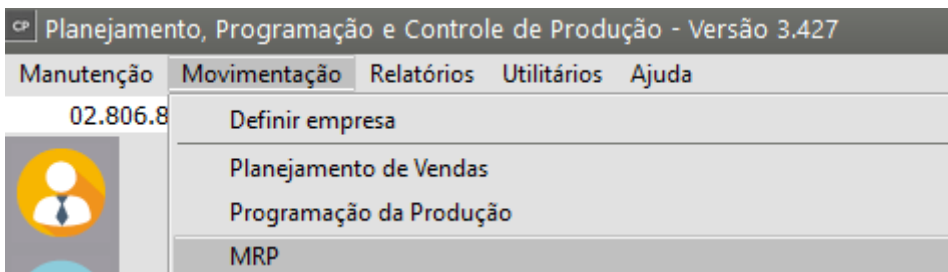 CP Planejamento, Programação e Controle de Produção - Versão 3.427
Manutenção Movimentação Relatórios Utilitários Ajuda
02.806.8
Definir empresa
Planejamento de Vendas
Programação da Produção
MRP